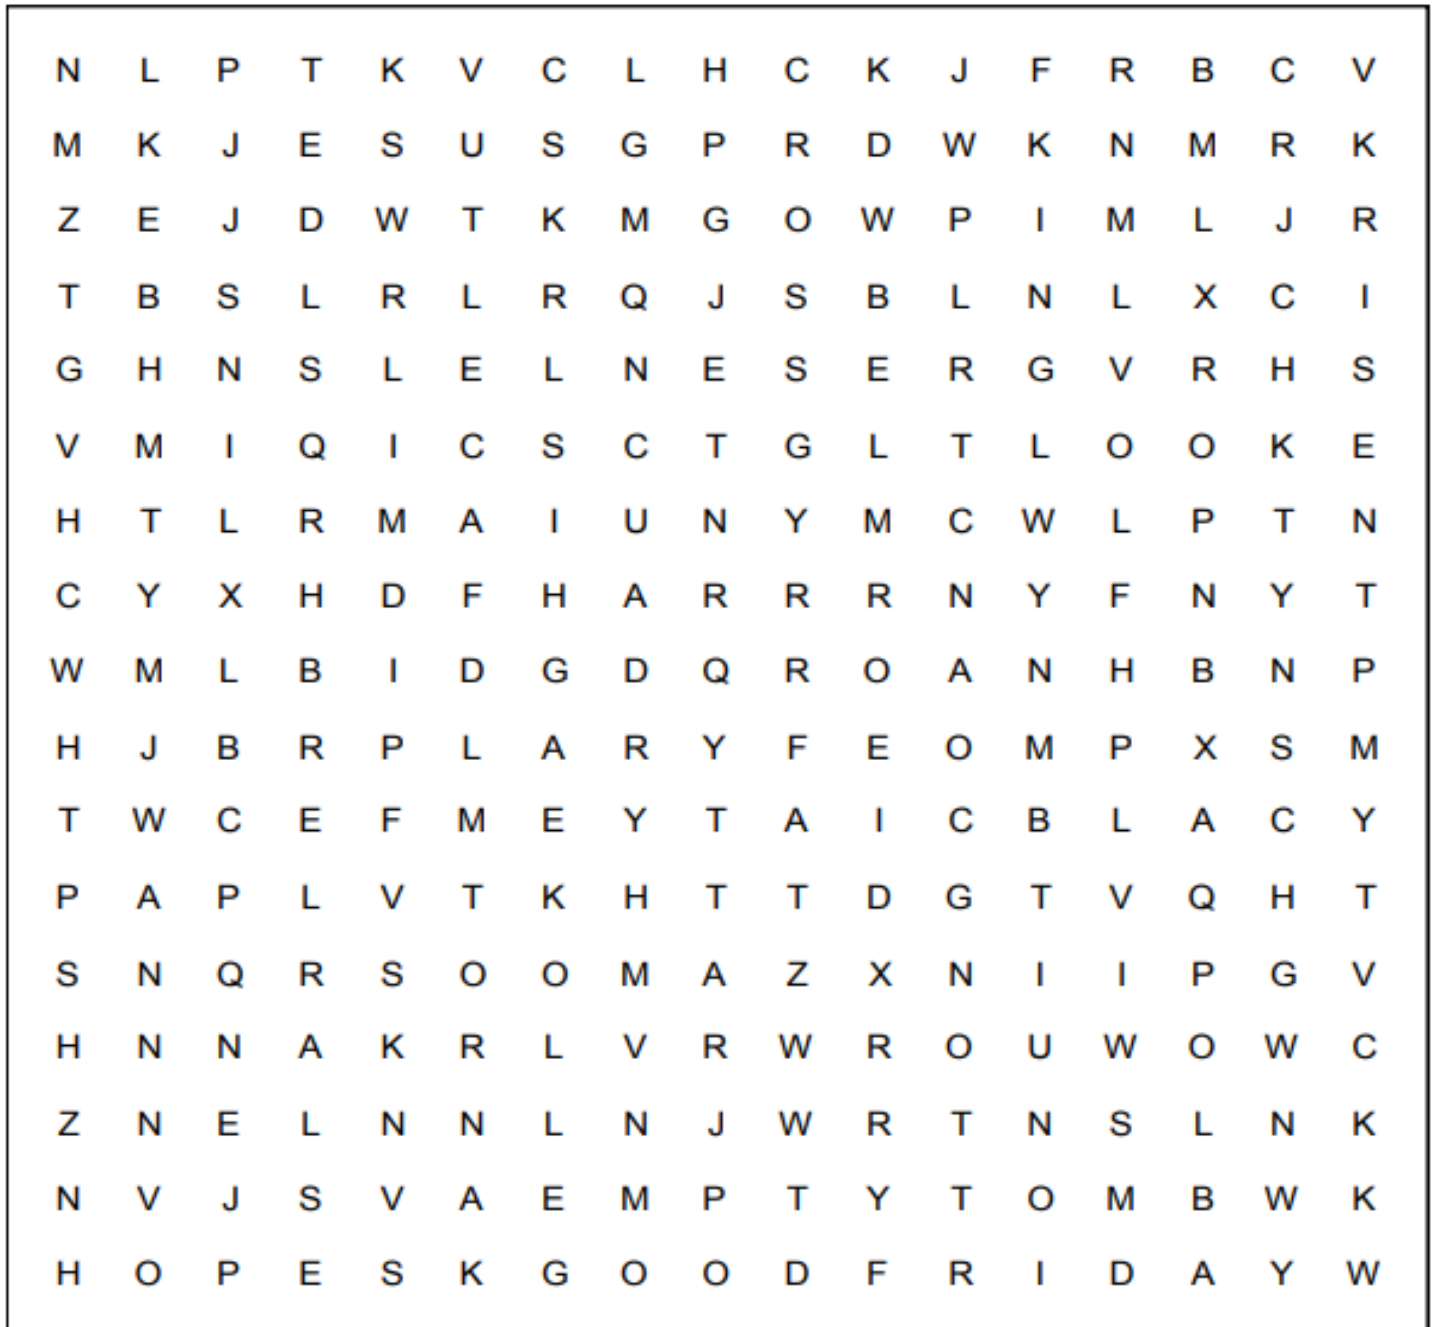 N L P T K V C L H C K J F R B C V
M K J E S U S G P R D W K N M R K
Z E J D W T K M G O W P I M L J R
T B S L R L R Q J S B L N L X C I
G H N S L E L N E S E R G V R H S
V M I Q I C S C T G L T L O O K E
H T L R M A I U N Y M C W L P T N
C Y X H D F H A R R R N Y F N Y T
W M L B I D G D Q R O A N H B N P
H J B R P L A R Y F E O M P X S M
T W C E F M E Y T A I C B L A C Y
P A P L V T K H T T D G T V Q H T
S N Q R S O O M A Z X N I I P G V
H N N A K R L V R W R O U W O W C
Z N E L N N L N J W R T N S L N K
N V J S V A E M P T Y T O M B W K
H O P E S K G O O D F R I D A Y W